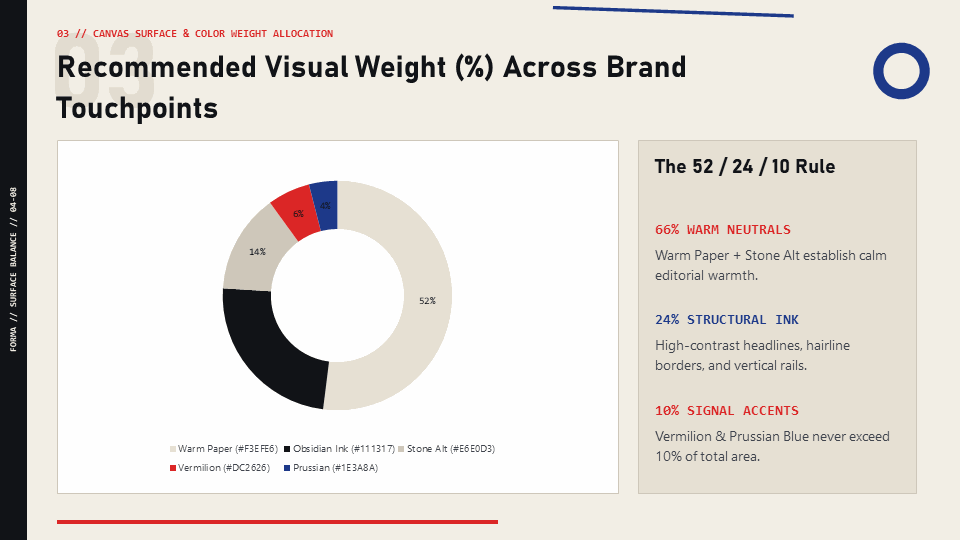 03 // CANVAS SURFACE & COLOR WEIGHT ALLOCATION
03
Recommended Visual Weight (%) Across Brand
Touchpoints
FORMA // SURFACE BALANCE // 04-08
4%
6%
14%
52%
Warm Paper (#F3EFE6) Obsidian Ink (#111317) Stone Alt (#E6E0D3)
Vermilion (#DC2626) Prussian (#1E3A8A)
The 52 / 24 / 10 Rule
66% WARM NEUTRALS
Warm Paper + Stone Alt establish calm
editorial warmth.
24% STRUCTURAL INK
High-contrast headlines, hairline
borders, and vertical rails.
10% SIGNAL ACCENTS
Vermilion & Prussian Blue never exceed
10% of total area.